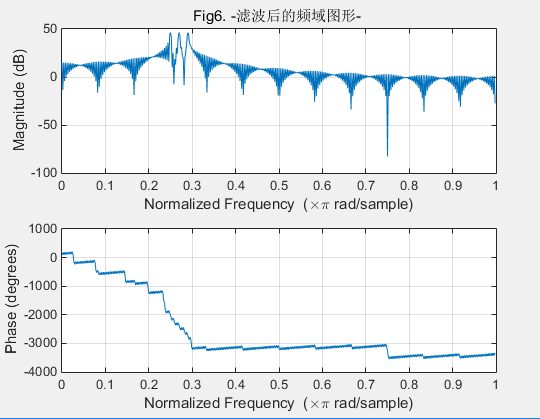 Fig6. -滤波后的频域图形-
50
0
-50
-100
Magnitude (dB)
0 0.1 0.2 0.3 0.4 0.5 0.6 0.7 0.8 0.9 1
Normalized Frequency (×π rad/sample)
1000
0
-1000
-2000
-3000
-4000
Phase (degrees)
0 0.1 0.2 0.3 0.4 0.5 0.6 0.7 0.8 0.9 1
Normalized Frequency (×π rad/sample)